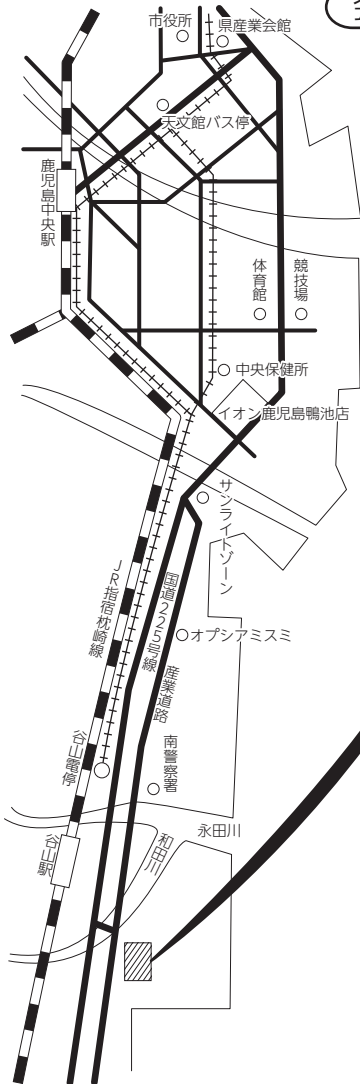 市役所
県産業会館
天文館バス停
鹿児島中央駅
体育館
競技場
中央保健所
イオン鹿児島鴨池店
サンライトゾーン
JR指宿枕崎線
国道225号線
オプシアミスミ
産業道路
谷山電停
南警察署
永田川
和田川
谷山駅